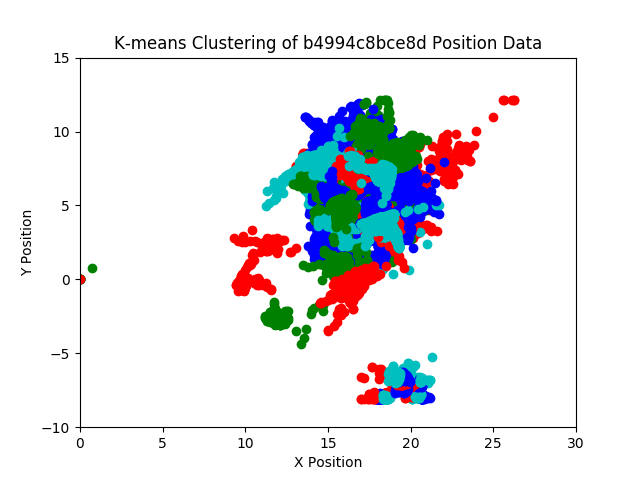 K-means Clustering of b4994c8bce8d Position Data
15
10
5
0
−5
−10
Y Position
0 5 10 15 20 25 30
X Position